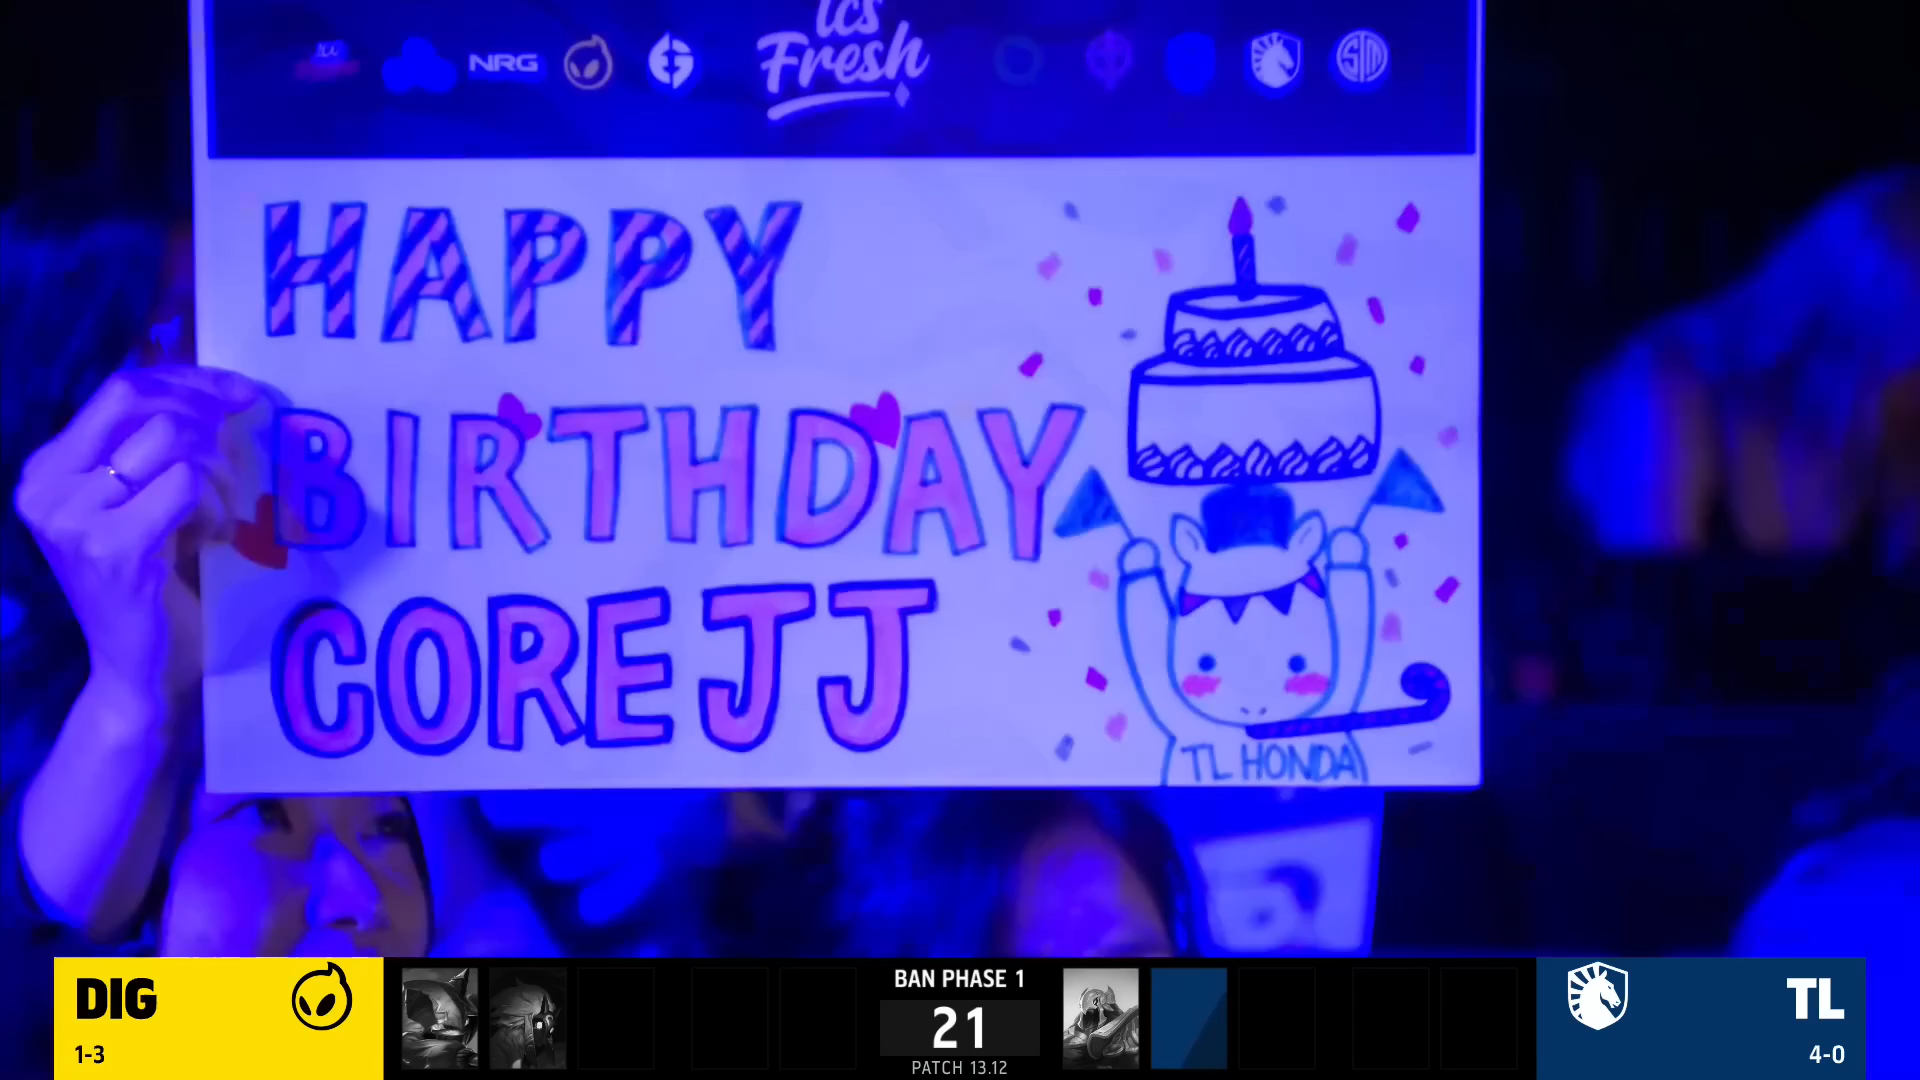 lcs
Fresh
NRG
TSM
HAPPY
BIRTHDAY
COREJJ
TL HONDA
DIG
1-3
BAN PHASE 1
21
PATCH 13.12
TL
4-0